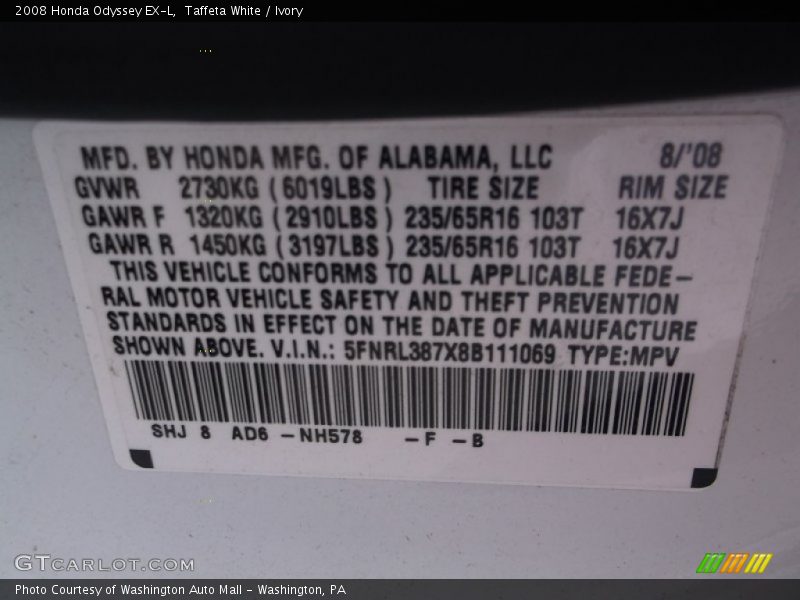 2008 Honda Odyssey EX-L, Taffeta White / Ivory
MFD. BY HONDA MFG. OF ALABAMA, LLC 8/'08
GVWR 2730KG ( 6019LBS ) TIRE SIZE RIM SIZE
GAWR F 1320KG ( 2910LBS ) 235/65R16 103T 16X7J
GAWR R 1450KG ( 3197LBS ) 235/65R16 103T 16X7J
THIS VEHICLE CONFORMS TO ALL APPLICABLE FEDE-
RAL MOTOR VEHICLE SAFETY AND THEFT PREVENTION
STANDARDS IN EFFECT ON THE DATE OF MANUFACTURE
SHOWN ABOVE. V.I.N.: 5FNRL387X8B111069 TYPE:MPV
SHJ 8 AD6 -NH578 -F -B
GTCARLOT.COM
Photo Courtesy of Washington Auto Mall - Washington, PA